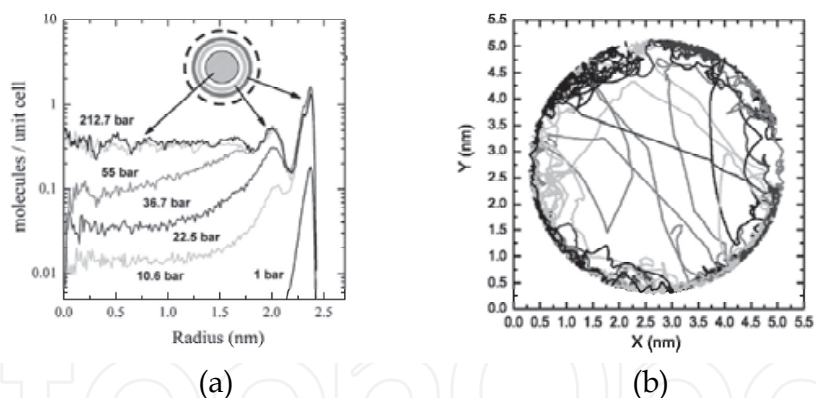 10
1
0.1
0.01
molecules / unit cell
212.7 bar
55 bar
36.7 bar
22.5 bar
10.6 bar
1 bar
0.0 0.5 1.0 1.5 2.0 2.5
Radius (nm)
(a)
5.5
5.0
4.5
4.0
3.5
3.0
2.5
2.0
1.5
1.0
0.5
0.0
Y (nm)
0.0 0.5 1.0 1.5 2.0 2.5 3.0 3.5 4.0 4.5 5.0 5.5
X (nm)
(b)